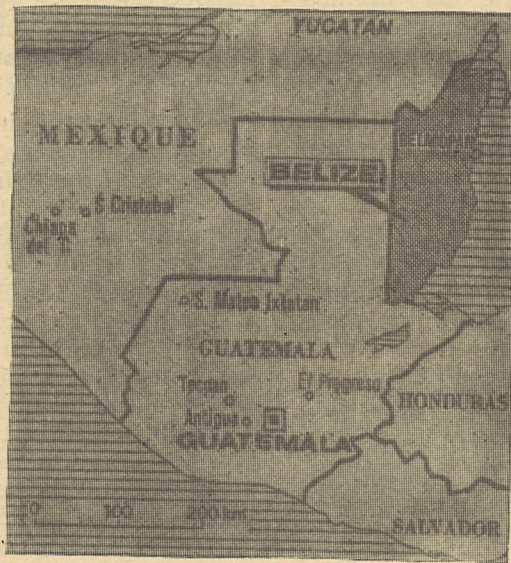 YUCATAN
MEXIQUE
BELMOPAN
BELIZE
S. Cristobal
Chiapa
del T.
S. Mateo Ixtatan
GUATEMALA
Tecpan
El Progreso
Antigua
HONDURAS
GUATEMALA
0 100 200 km
SALVADOR